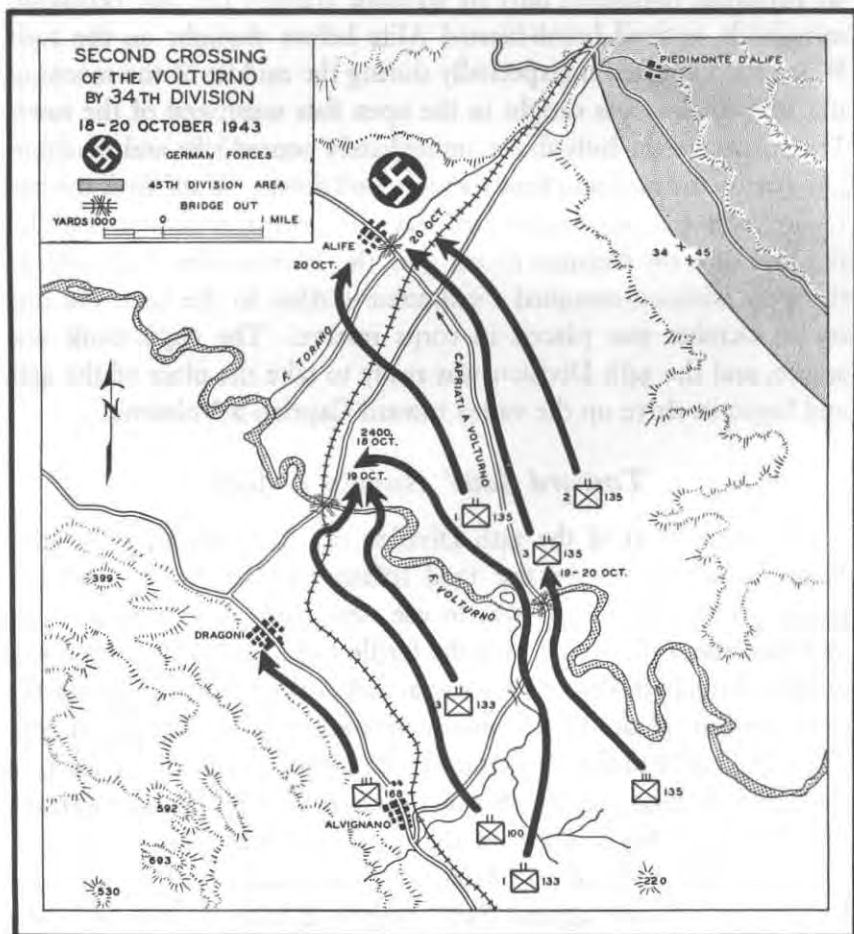 SECOND CROSSING
OF THE VOLTURNO
BY 34TH DIVISION
18-20 OCTOBER 1943
GERMAN FORCES
45TH DIVISION AREA
BRIDGE OUT
YARDS 1000 0 1 MILE
PIEDIMONTE D'ALIFE
ALIFE
20 OCT.
20 OCT.
34 45
R. TORANO
CAPRIATI A VOLTURNO
N
2400,
18 OCT.
19 OCT.
1 135
2 135
3 135
19-20 OCT.
VOLTURNO
399
DRAGONI
3 133
168
ALVIGNANO
135
592
100
693
1 133
530
220